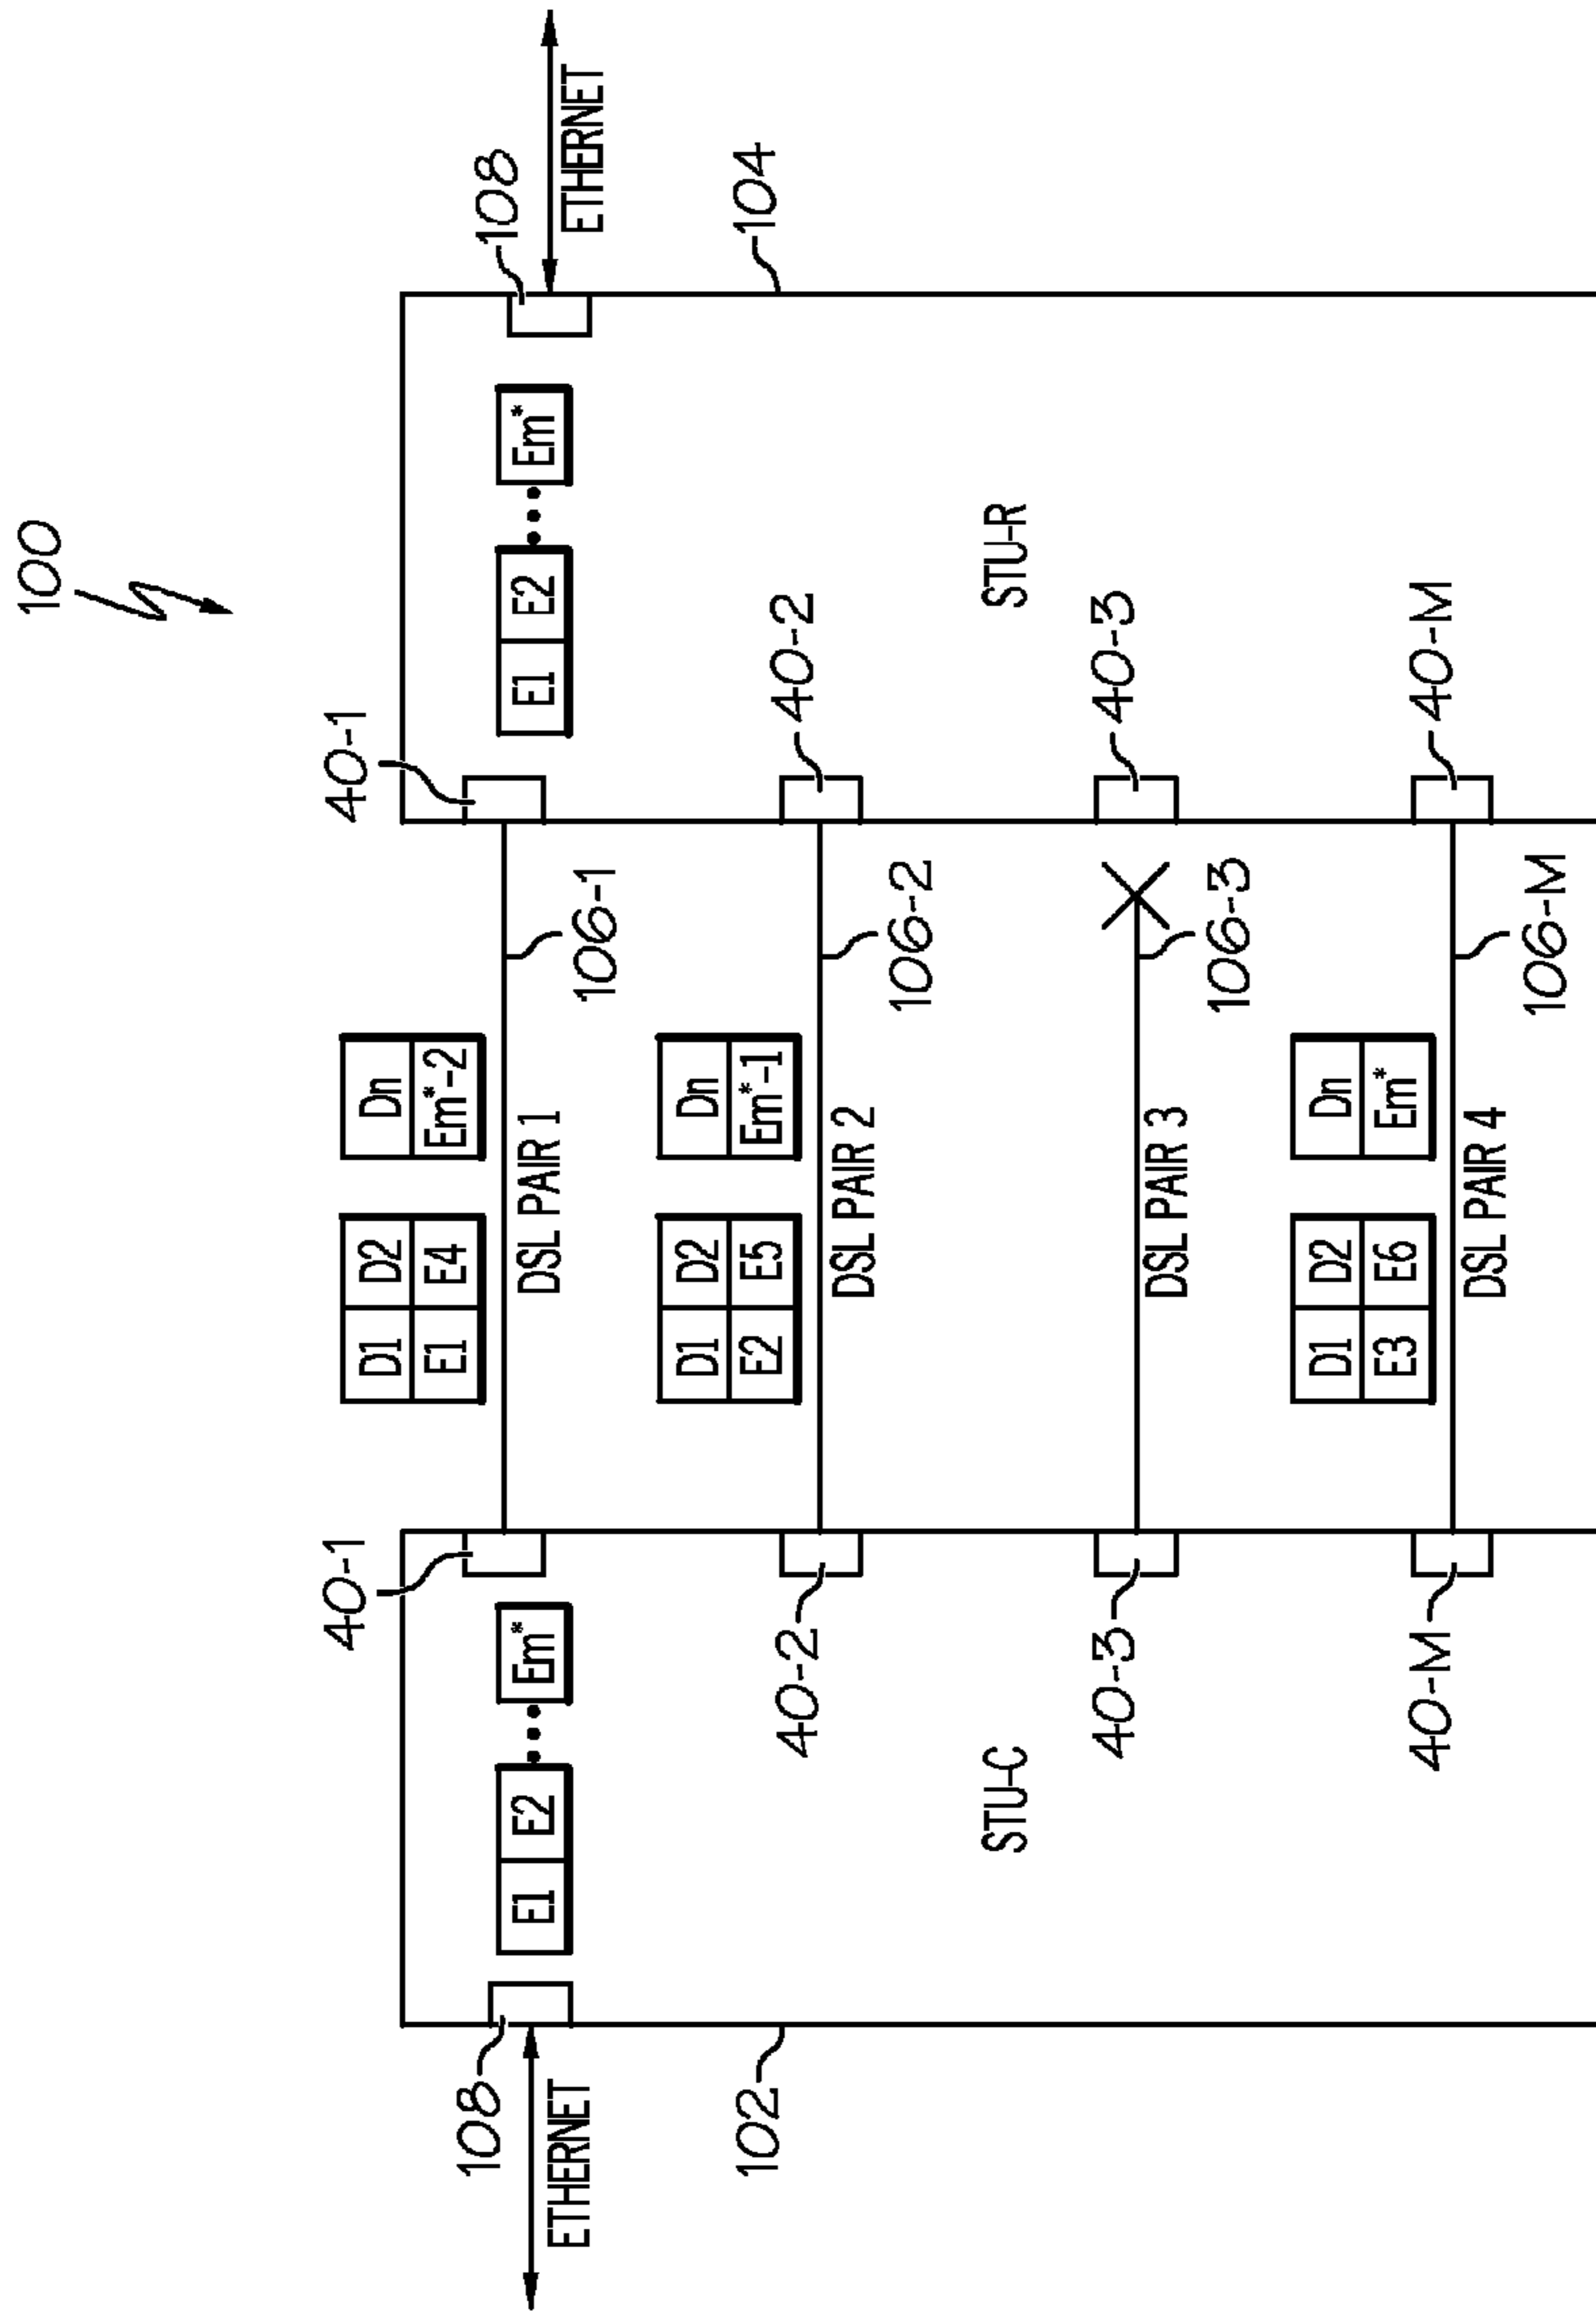 100
40-1
40-1
108
108
E1 E2 Em*
D1 D2 Dn
E1 E4 Em*-2
E1 E2 Em*
ETHERNET
ETHERNET
DSL PAIR 1
106-1
D1 D2 Dn
E2 E5 Em*-1
102
104
40-2
DSL PAIR 2
106-2
40-2
STU-C
STU-R
40-3
DSL PAIR 3
106-3
40-3
D1 D2 Dn
E3 E6 Em*
40-M
DSL PAIR 4
106-M
40-M